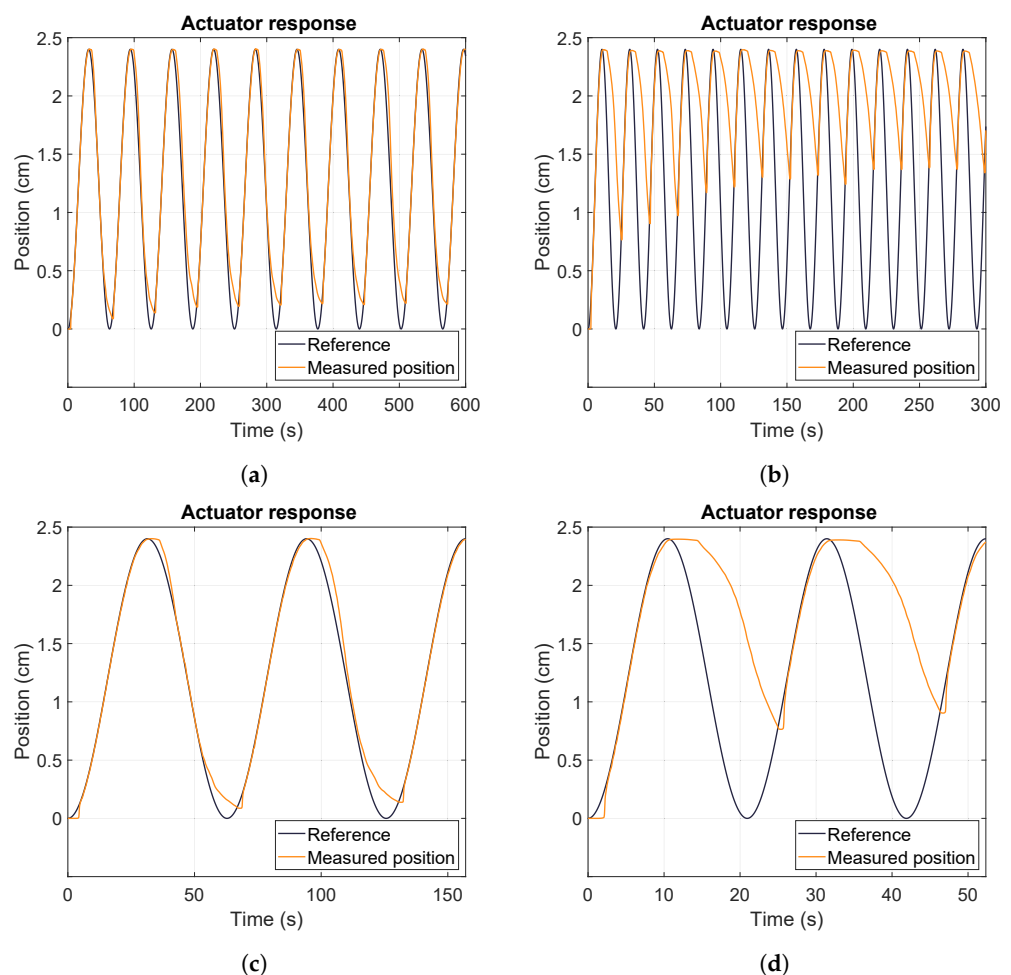 Actuator response
2.5
2
1.5
1
0.5
0
Position (cm)
Reference
Measured position
0 100 200 300 400 500 600
Time (s)
(a)
Actuator response
2.5
2
1.5
1
0.5
0
Position (cm)
Reference
Measured position
0 50 100 150 200 250 300
Time (s)
(b)
Actuator response
2.5
2
1.5
1
0.5
0
Position (cm)
Reference
Measured position
0 50 100 150
Time (s)
(c)
Actuator response
2.5
2
1.5
1
0.5
0
Position (cm)
Reference
Measured position
0 10 20 30 40 50
Time (s)
(d)